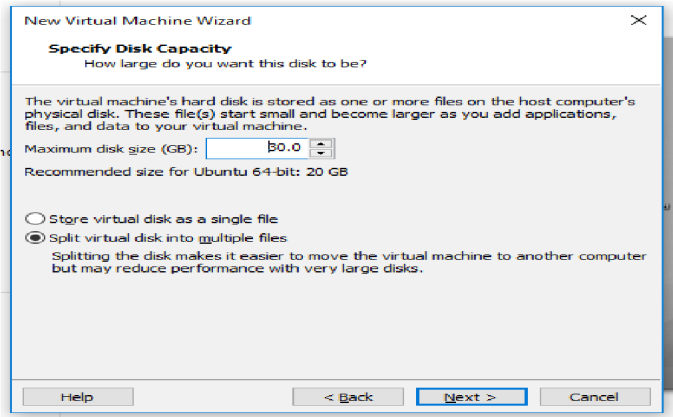 New Virtual Machine Wizard
Specify Disk Capacity
How large do you want this disk to be?
The virtual machine's hard disk is stored as one or more files on the host computer's
physical disk. These file(s) start small and become larger as you add applications,
files, and data to your virtual machine.
Maximum disk size (GB): 30.0
Recommended size for Ubuntu 64-bit: 20 GB
Store virtual disk as a single file
Split virtual disk into multiple files
Splitting the disk makes it easier to move the virtual machine to another computer
but may reduce performance with very large disks.
Help < Back Next > Cancel